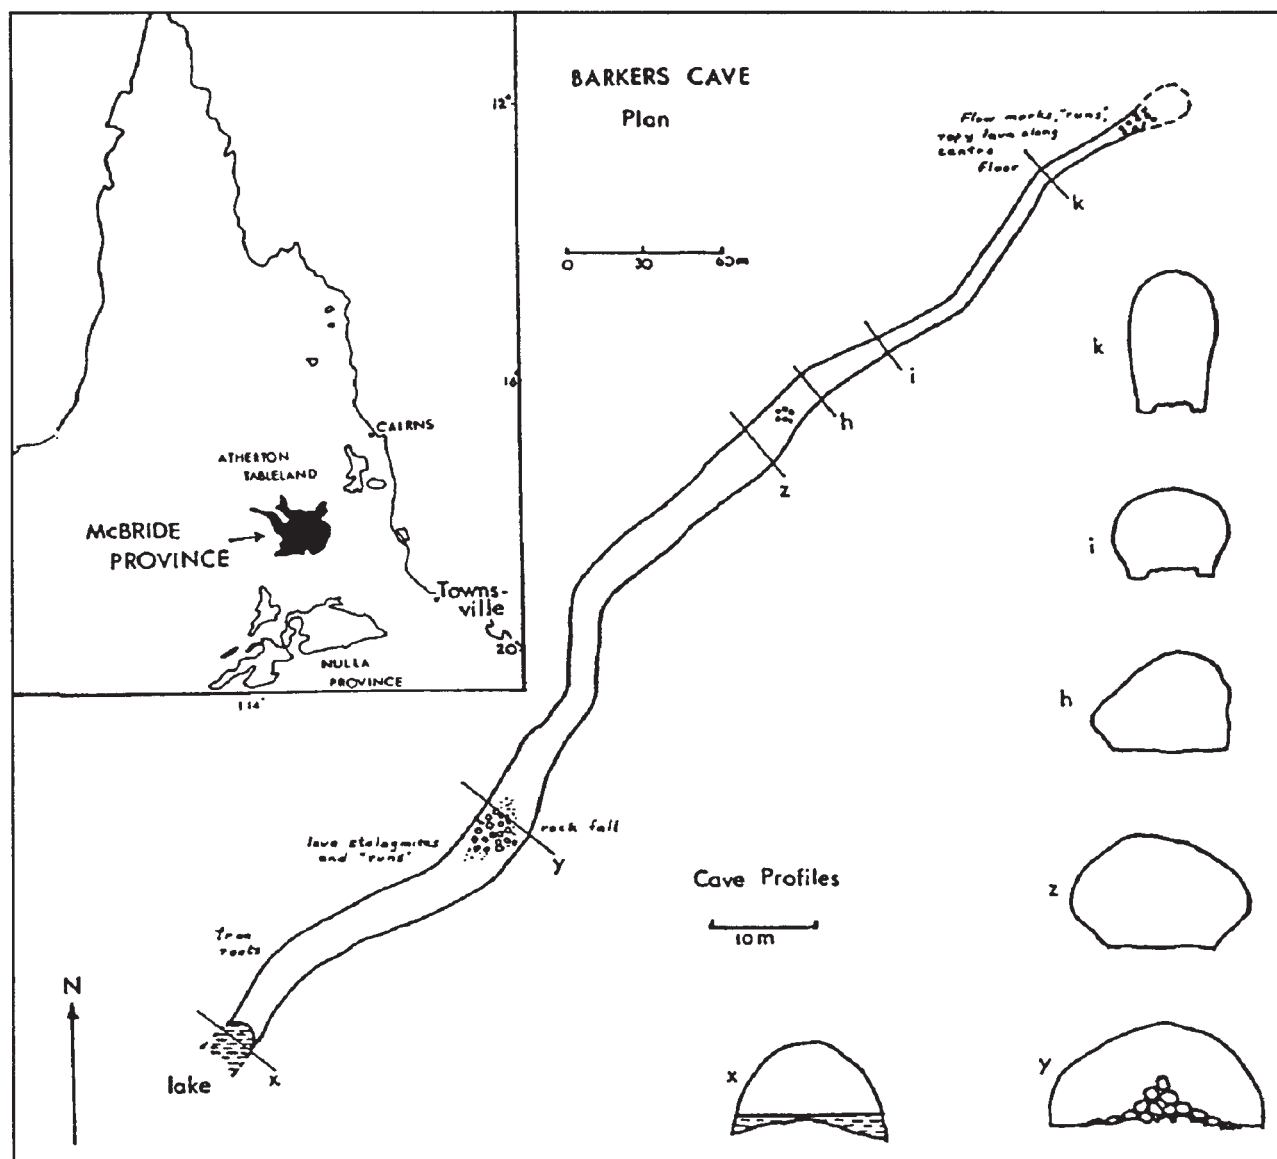 BARKERS CAVE
Plan
12°
Flow marks, "runs",
ropy lava along
centre
floor
k
0 30 60m
16°
i
h
z
CAIRNS
ATHERTON
TABLELAND
McBRIDE
PROVINCE
Towns-
ville
20°
NULLA
PROVINCE
k
i
h
z
y
x
lava stalagmites
and "runs"
rock fall
y
Cave Profiles
10m
Tree
roots
N
lake
x